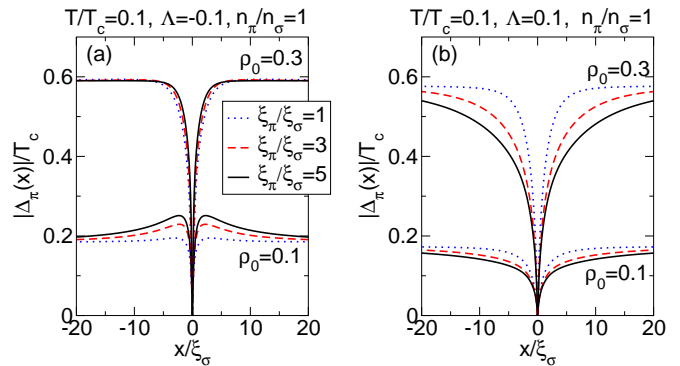 T/T_c=0.1, Λ=-0.1, n_π/n_σ=1
T/T_c=0.1, Λ=0.1, n_π/n_σ=1
(a)
ρ_0=0.3
ρ_0=0.1
ξ_π/ξ_σ=1
ξ_π/ξ_σ=3
ξ_π/ξ_σ=5
|Δ_π(x)|/T_c
0.6
0.4
0.2
0
-20 -10 0 10 20
x/ξ_σ
(b)
ρ_0=0.3
ρ_0=0.1
|Δ_π(x)|/T_c
0.6
0.4
0.2
0
-20 -10 0 10 20
x/ξ_σ